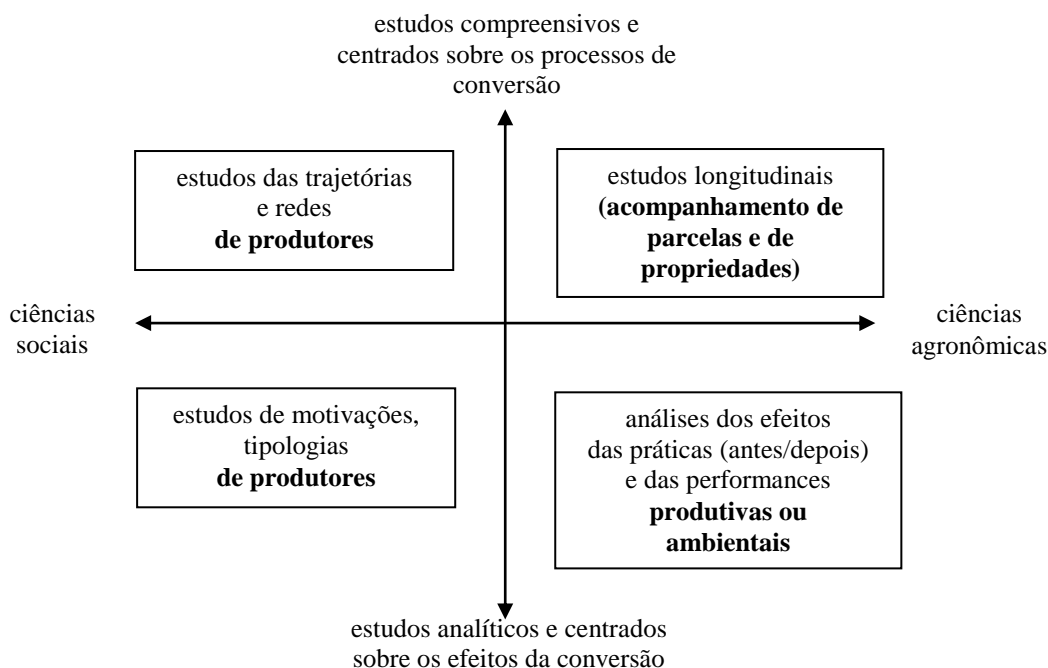 estudos compreensivos e
centrados sobre os processos de
conversão
estudos das trajetórias
e redes
de produtores
estudos longitudinais
(acompanhamento de
parcelas e de
propriedades)
ciências
sociais
ciências
agronômicas
estudos de motivações,
tipologias
de produtores
análises dos efeitos
das práticas (antes/depois)
e das performances
produtivas ou
ambientais
estudos analíticos e centrados
sobre os efeitos da conversão